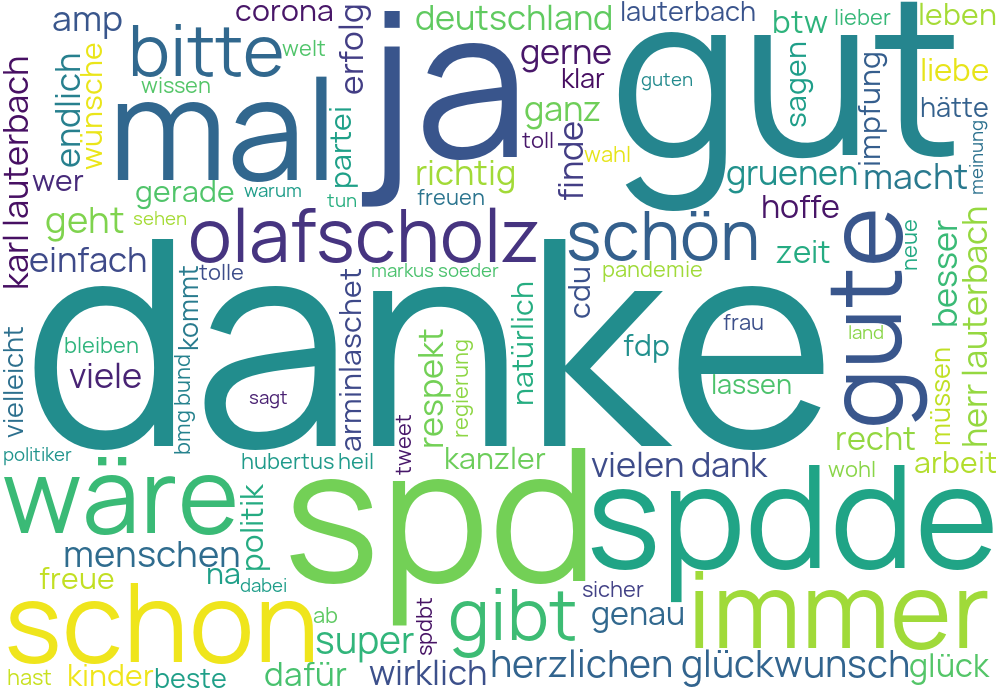 amp
corona
erfolg
deutschland
lauterbach
btw
lieber
leben
bitte
welt
ja
gerne
gut
sagen
liebe
endlich
wünsche
wissen
klar
guten
impfung
hätte
karl lauterbach
mal
partei
ganz
toll
finde
wahl
meinung
wer
gerade
warum
tun
richtig
freuen
gruenen
macht
geht
sehen
olafscholz
schön
hoffe
neue
einfach
tolle
markus soeder
cdu
pandemie
zeit
gute
besser
herr lauterbach
danke
kommt
arminlaschet
natürlich
frau
land
bleiben
viele
vielleicht
bmg bund
sagt
respekt
regierung
fdp
lassen
müssen
politiker
hubertus heil
tweet
kanzler
vielen dank
recht
wohl
arbeit
wäre
politik
spd
spdde
menschen
freue
na
dabei
sicher
schon
ab
super
spdbt
gibt
genau
immer
hast
kinder
beste
dafür
wirklich
herzlichen glückwunsch
glück